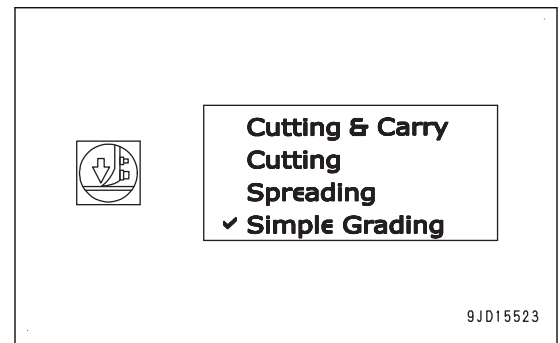 Cutting & Carry
Cutting
Spreading
✓ Simple Grading
9JD15523